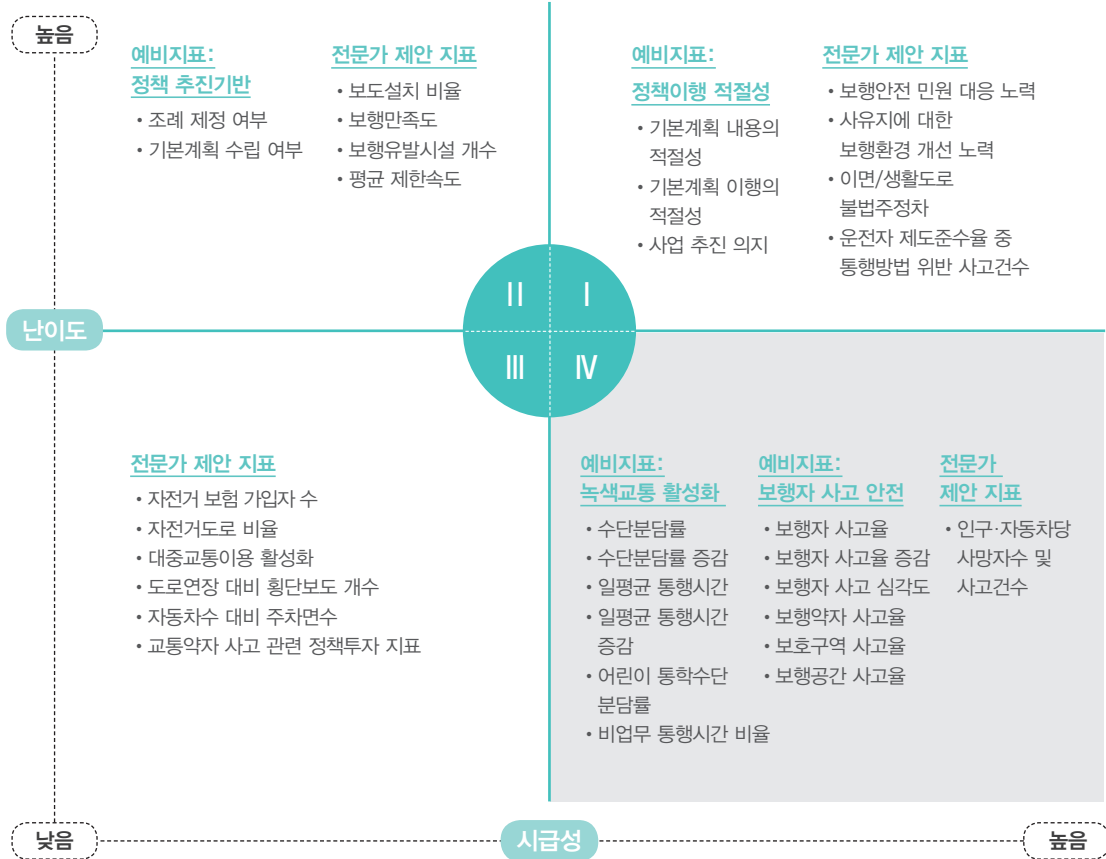 높음
예비지표:
정책 추진기반
• 조례 제정 여부
• 기본계획 수립 여부
전문가 제안 지표
• 보도설치 비율
• 보행만족도
• 보행유발시설 개수
• 평균 제한속도
예비지표:
정책이행 적절성
• 기본계획 내용의
적절성
• 기본계획 이행의
적절성
• 사업 추진 의지
전문가 제안 지표
• 보행안전 민원 대응 노력
• 사유지에 대한
보행환경 개선 노력
• 이면/생활도로
불법주정차
• 운전자 제도준수율 중
통행방법 위반 사고건수
II
I
난이도
III
IV
전문가 제안 지표
• 자전거 보험 가입자 수
• 자전거도로 비율
• 대중교통이용 활성화
• 도로연장 대비 횡단보도 개수
• 자동차수 대비 주차면수
• 교통약자 사고 관련 정책투자 지표
예비지표:
녹색교통 활성화
• 수단분담률
• 수단분담률 증감
• 일평균 통행시간
• 일평균 통행시간
증감
• 어린이 통학수단
분담률
• 비업무 통행시간 비율
예비지표:
보행자 사고 안전
• 보행자 사고율
• 보행자 사고율 증감
• 보행자 사고 심각도
• 보행약자 사고율
• 보호구역 사고율
• 보행공간 사고율
전문가
제안 지표
• 인구·자동차당
사망자수 및
사고건수
낮음
시급성
높음